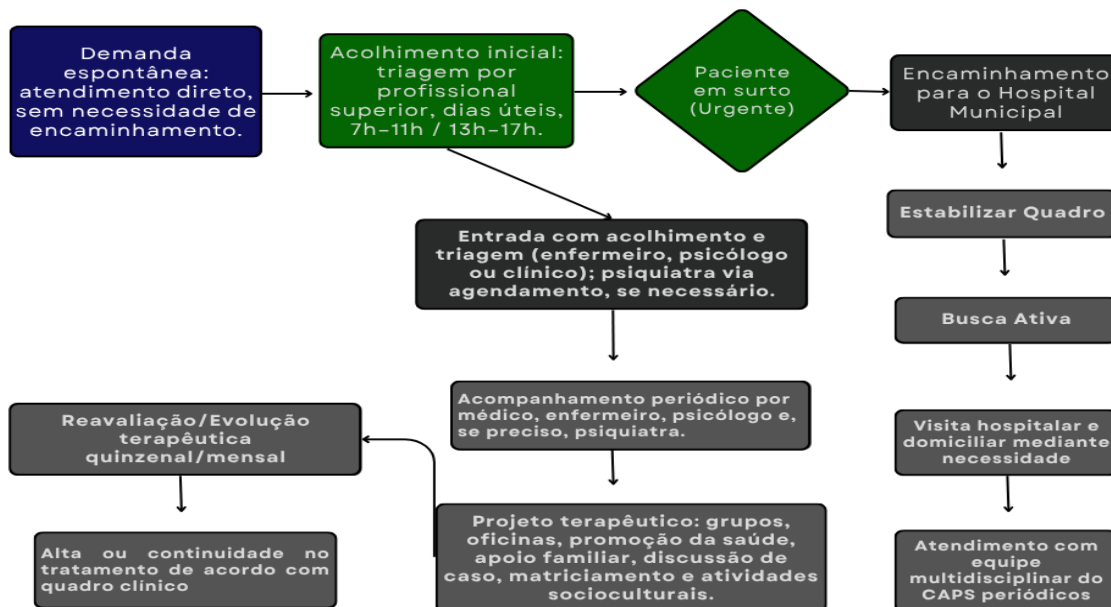 Demanda
espontânea:
atendimento direto,
sem necessidade de
encaminhamento.
Acolhimento inicial:
triagem por
profissional
superior, dias úteis,
7h–11h / 13h–17h.
Paciente
em surto
(Urgente)
Encaminhamento
para o Hospital
Municipal
Estabilizar Quadro
Entrada com acolhimento e
triagem (enfermeiro, psicólogo
ou clínico); psiquiatra via
agendamento, se necessário.
Busca Ativa
Acompanhamento periódico por
médico, enfermeiro, psicólogo e,
se preciso, psiquiatra.
Reavaliação/Evolução
terapêutica
quinzenal/mensal
Visita hospitalar e
domiciliar mediante
necessidade
Projeto terapêutico: grupos,
oficinas, promoção da saúde,
apoio familiar, discussão de
caso, matriciamento e atividades
socioculturais.
Alta ou continuidade no
tratamento de acordo com
quadro clínico
Atendimento com
equipe
multidisciplinar do
CAPS periódicos